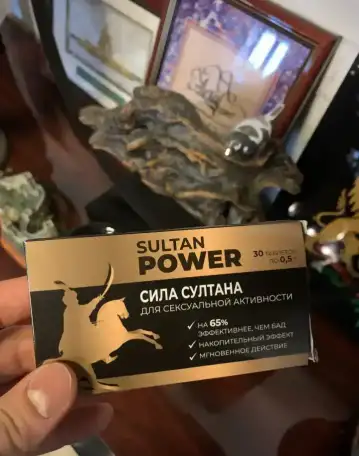 SULTAN
POWER
30 ТАБЛЕТОК
ПО 0,5 г
СИЛА СУЛТАНА
ДЛЯ СЕКСУАЛЬНОЙ АКТИВНОСТИ
НА 65%
ЭФФЕКТИВНЕЕ, ЧЕМ БАД
НАКОПИТЕЛЬНЫЙ ЭФФЕКТ
МГНОВЕННОЕ ДЕЙСТВИЕ